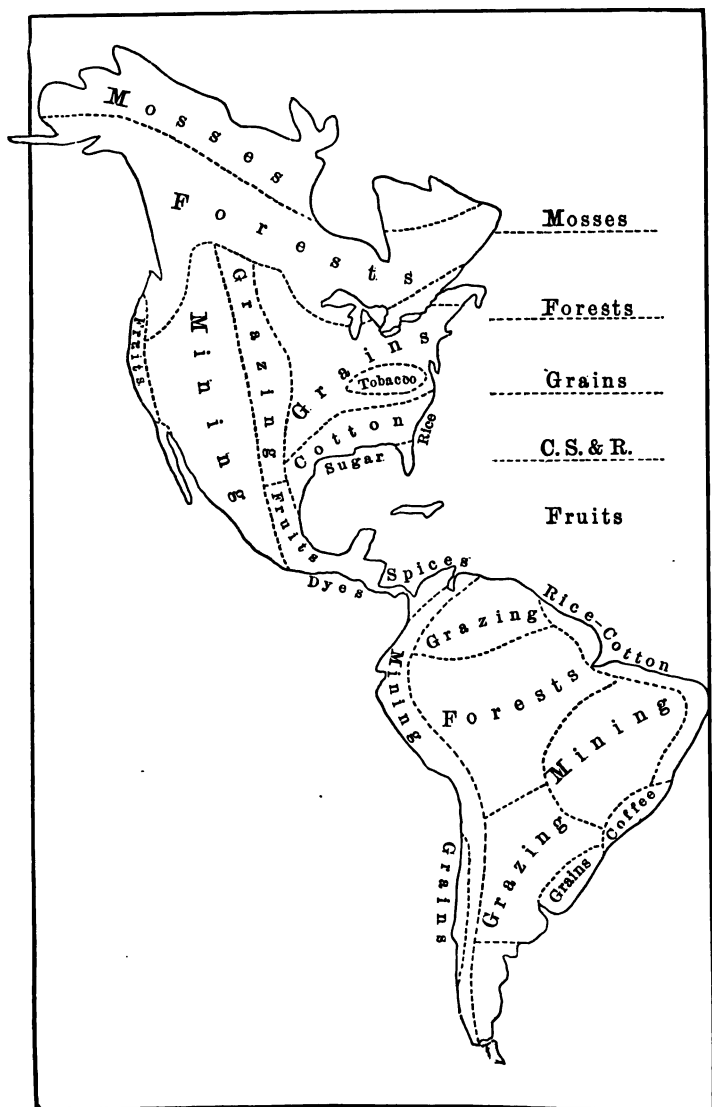 Mosses
Forests
Mosses
Forests
Grazing
Fruits
Mining
Grains
Tobacco
Grains
Cotton
Rice
C. S. & R.
Sugar
Fruits
Fruits
Dyes
Spices
Rice-Cotton
Grazing
Mining
Forests
Mining
Coffee
Grazing
Grains
Grains